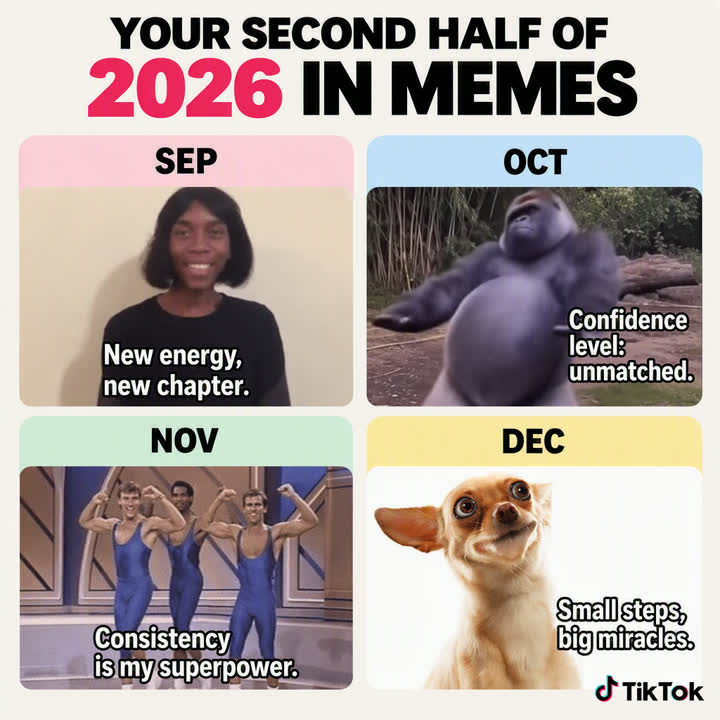 YOUR SECOND HALF OF
2026 IN MEMES
SEP
OCT
New energy,
new chapter.
Confidence
level:
unmatched.
NOV
DEC
Consistency
is my superpower.
Small steps,
big miracles.
TikTok